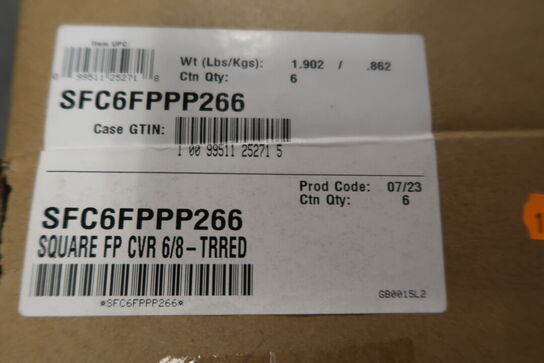 Item UPC:
0 99511 25271 8
Wt (Lbs/Kgs): 1.902 / .862
Ctn Qty: 6
SFC6FPPP266
Case GTIN:
1 00 99511 25271 5
Prod Code: 07/23
Ctn Qty: 6
SFC6FPPP266
SQUARE FP CVR 6/8-TRRED
*SFC6FPPP266*
GB0015L2
1